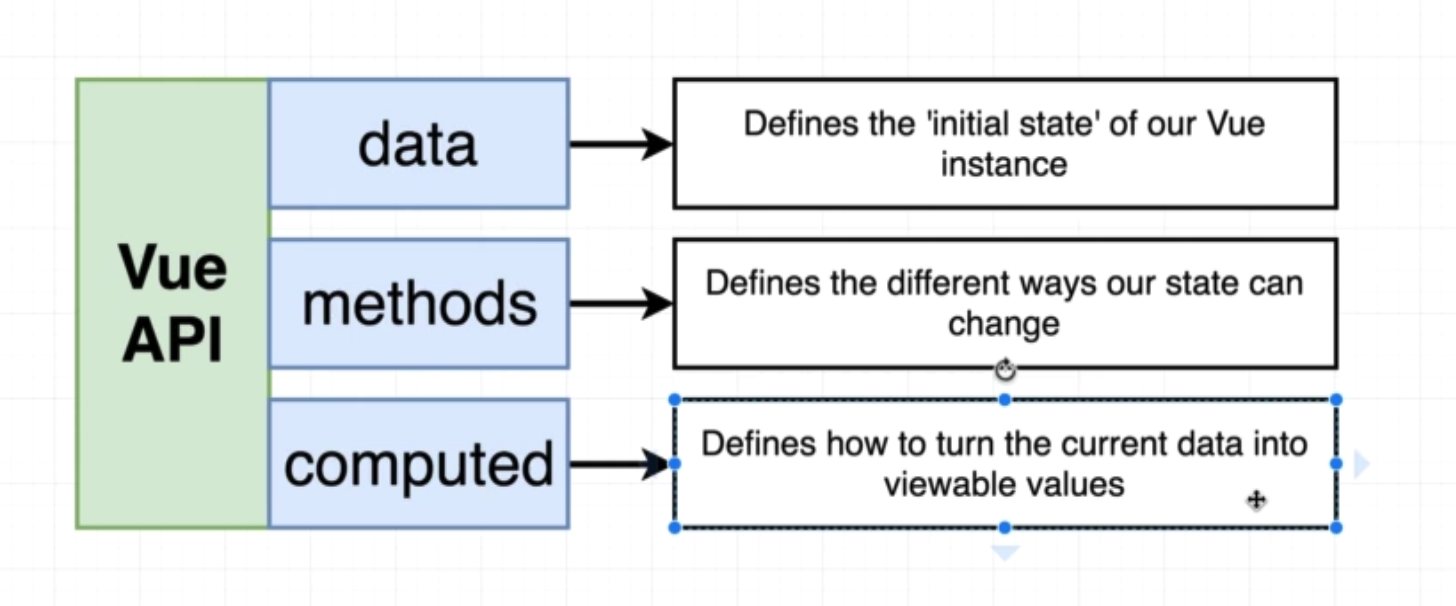 Vue
API
data
Defines the 'initial state' of our Vue
instance
methods
Defines the different ways our state can
change
computed
Defines how to turn the current data into
viewable values